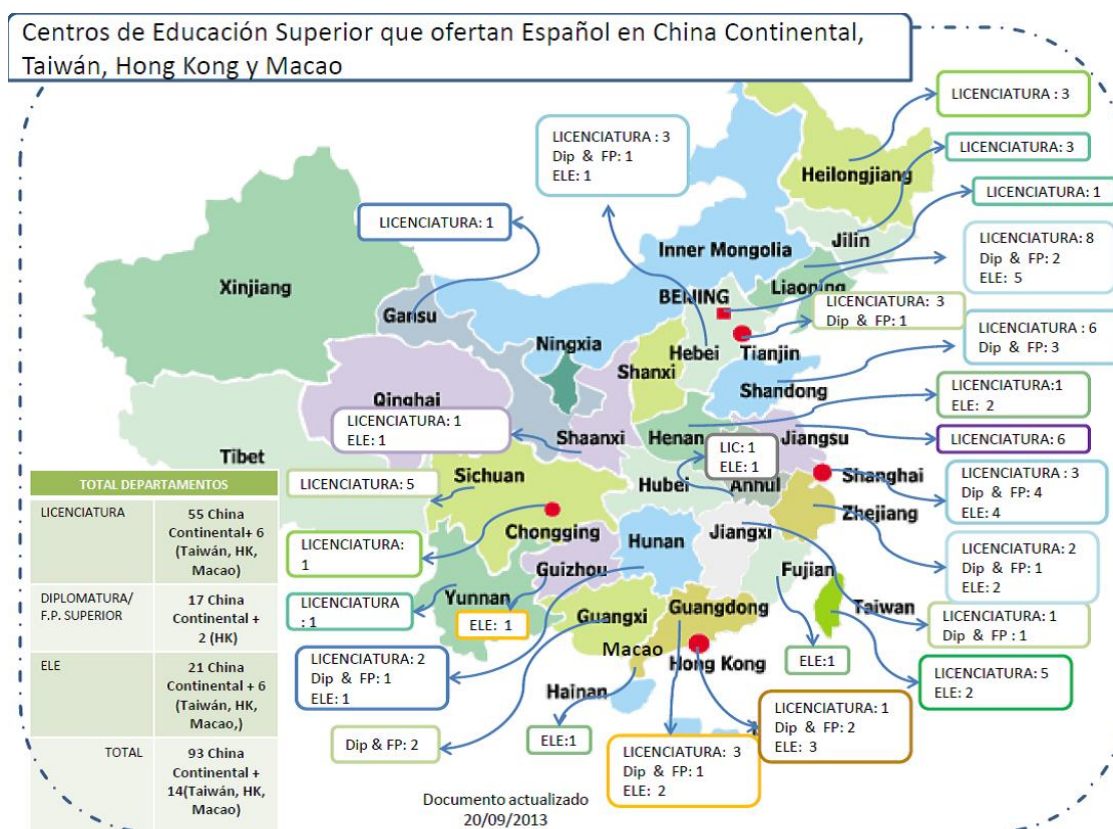 Centros de Educación Superior que ofertan Español en China Continental,
Taiwán, Hong Kong y Macao
LICENCIATURA : 3
LICENCIATURA : 3
Dip & FP: 1
ELE: 1
Heilongjiang
LICENCIATURA: 3
LICENCIATURA: 1
LICENCIATURA: 1
Jilin
Inner Mongolia
LICENCIATURA: 8
Dip & FP: 2
ELE: 5
Xinjiang
Liaoning
BEIJING
LICENCIATURA: 3
Dip & FP: 1
Gansu
Ningxia
Hebei
Tianjin
LICENCIATURA : 6
Dip & FP: 3
Shanxi
Shandong
Qinghai
LICENCIATURA:1
ELE: 2
LICENCIATURA: 1
ELE: 1
Shaanxi
Henan
Jiangsu
LICENCIATURA: 6
LIC: 1
ELE: 1
Tibet
Sichuan
Hubei
Anhui
Shanghai
LICENCIATURA : 3
Dip & FP: 4
ELE: 4
LICENCIATURA: 5
Zhejiang
Chongging
Hunan
Jiangxi
LICENCIATURA:
1
LICENCIATURA: 2
Dip & FP: 1
ELE: 2
Guizhou
Fujian
Yunnan
LICENCIATURA
: 1
ELE: 1
Guangxi
Guangdong
Taiwan
LICENCIATURA: 1
Dip & FP : 1
Macao
Hong Kong
ELE:1
LICENCIATURA: 2
Dip & FP: 1
ELE: 1
LICENCIATURA: 5
ELE: 2
Hainan
LICENCIATURA: 1
Dip & FP: 2
ELE: 3
Dip & FP: 2
ELE:1
LICENCIATURA: 3
Dip & FP: 1
ELE: 2
TOTAL DEPARTAMENTOS
LICENCIATURA
55 China
Continental+ 6
(Taiwán, HK,
Macao,)
DIPLOMATURA/
F.P. SUPERIOR
17 China
Continental +
2 (HK)
ELE
21 China
Continental + 6
(Taiwán, HK,
Macao,)
TOTAL
93 China
Continental +
14(Taiwán, HK,
Macao)
Documento actualizado
20/09/2013